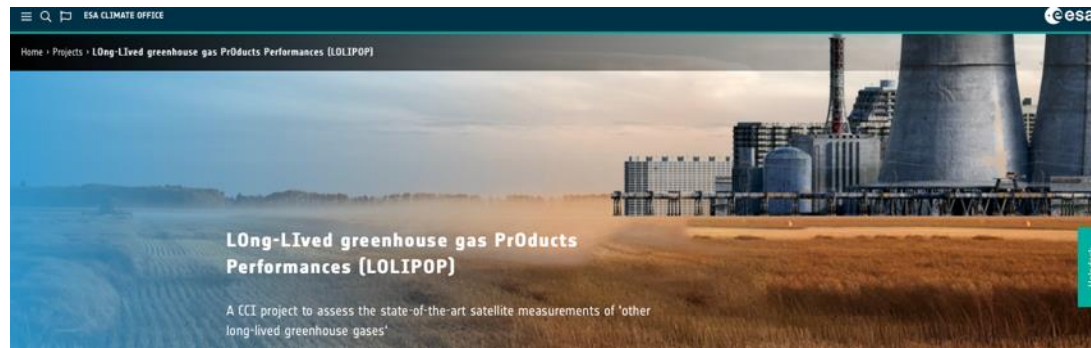 ESA CLIMATE OFFICE
esa
Home › Projects › LOng-LIved greenhouse gas PrOducts Performances (LOLIPOP)
LOng-LIved greenhouse gas PrOducts
Performances (LOLIPOP)
A CCI project to assess the state-of-the-art satellite measurements of 'other
long-lived greenhouse gases'